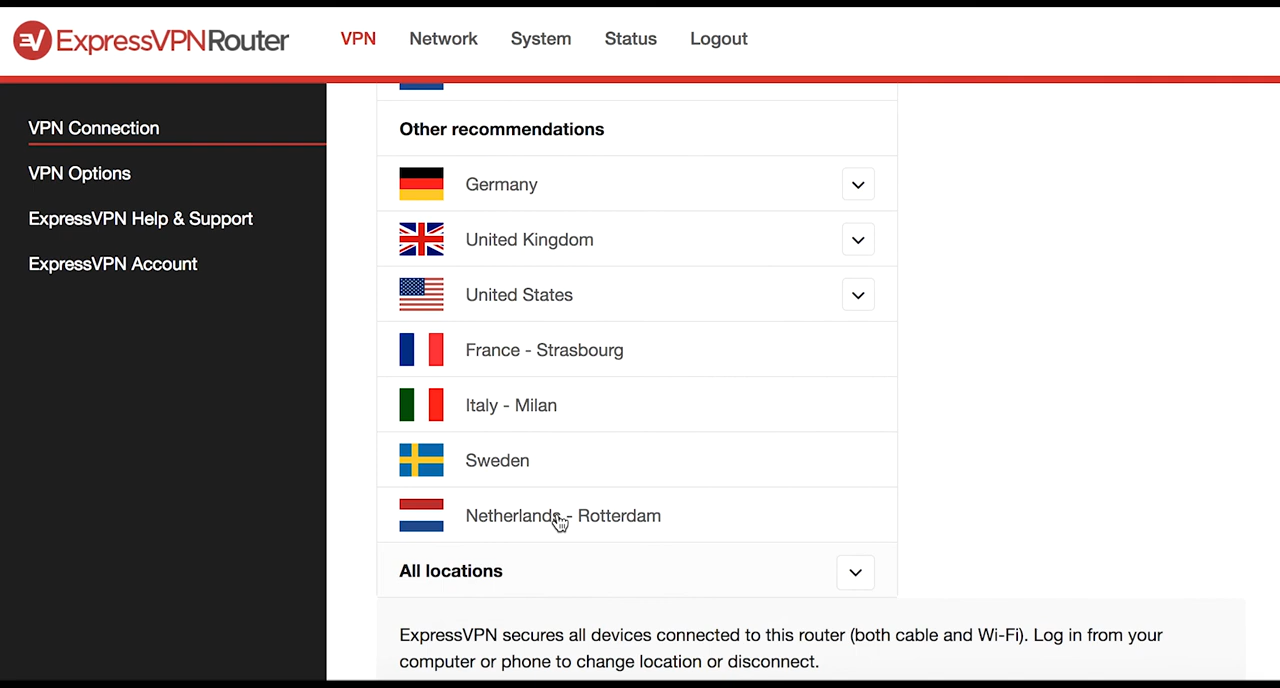 ExpressVPNRouter
VPN
Network
System
Status
Logout
VPN Connection
VPN Options
ExpressVPN Help & Support
ExpressVPN Account
Other recommendations
Germany
United Kingdom
United States
France - Strasbourg
Italy - Milan
Sweden
Netherlands - Rotterdam
All locations
ExpressVPN secures all devices connected to this router (both cable and Wi-Fi). Log in from your
computer or phone to change location or disconnect.